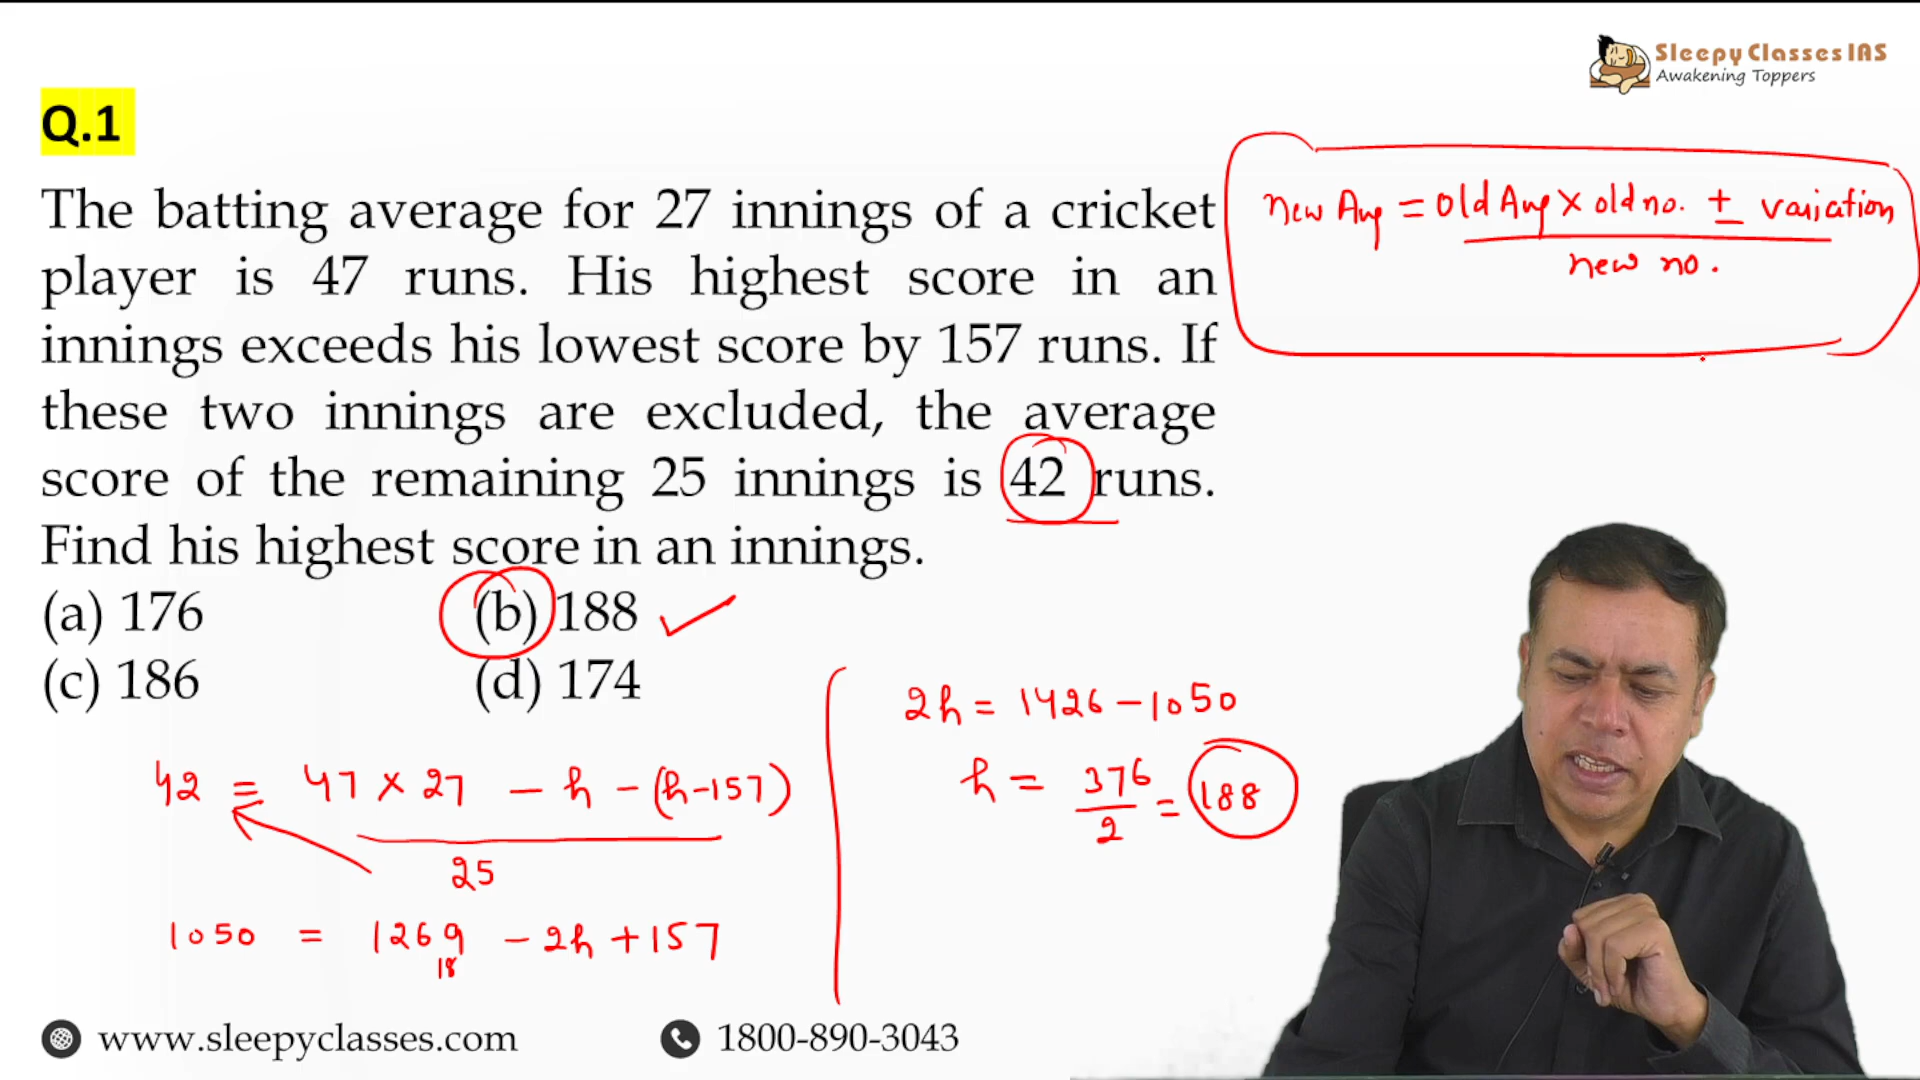 Sleepy Classes IAS
Awakening Toppers
Q.1
The batting average for 27 innings of a cricket
player is 47 runs. His highest score in an
innings exceeds his lowest score by 157 runs. If
these two innings are excluded, the average
score of the remaining 25 innings is 42 runs.
Find his highest score in an innings.
(a) 176 (b) 188
(c) 186 (d) 174
new Avg = old Avg × old no. ± variation
new no.
42 = 47 × 27 - h - (h-157)
25
1050 = 1269 - 2h + 157
18
2h = 1426 - 1050
h = 376 = 188
2
www.sleepyclasses.com 1800-890-3043